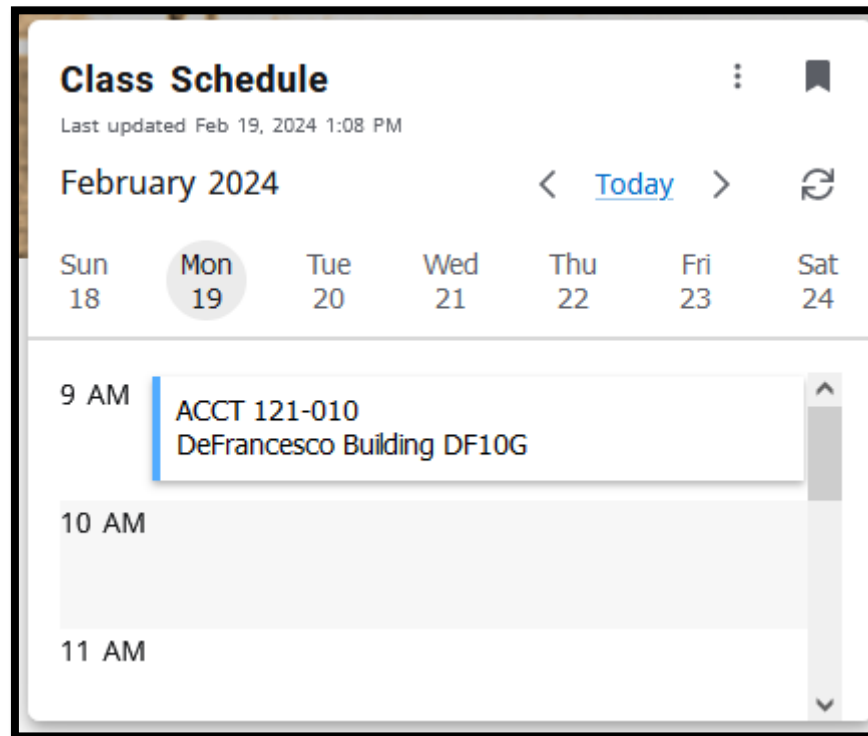 Class Schedule
Last updated Feb 19, 2024 1:08 PM
February 2024 Today
Sun Mon Tue Wed Thu Fri Sat
18 19 20 21 22 23 24
9 AM
ACCT 121-010
DeFrancesco Building DF10G
10 AM
11 AM